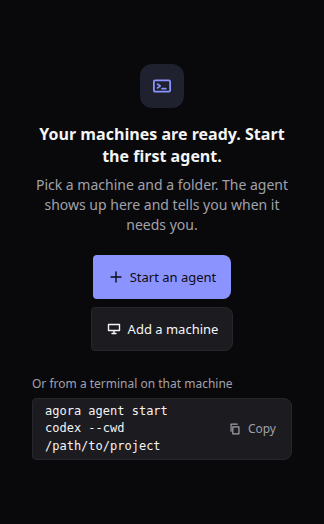 Your machines are ready. Start
the first agent.
Pick a machine and a folder. The agent
shows up here and tells you when it
needs you.
Start an agent
Add a machine
Or from a terminal on that machine
agora agent start
codex --cwd
/path/to/project
Copy